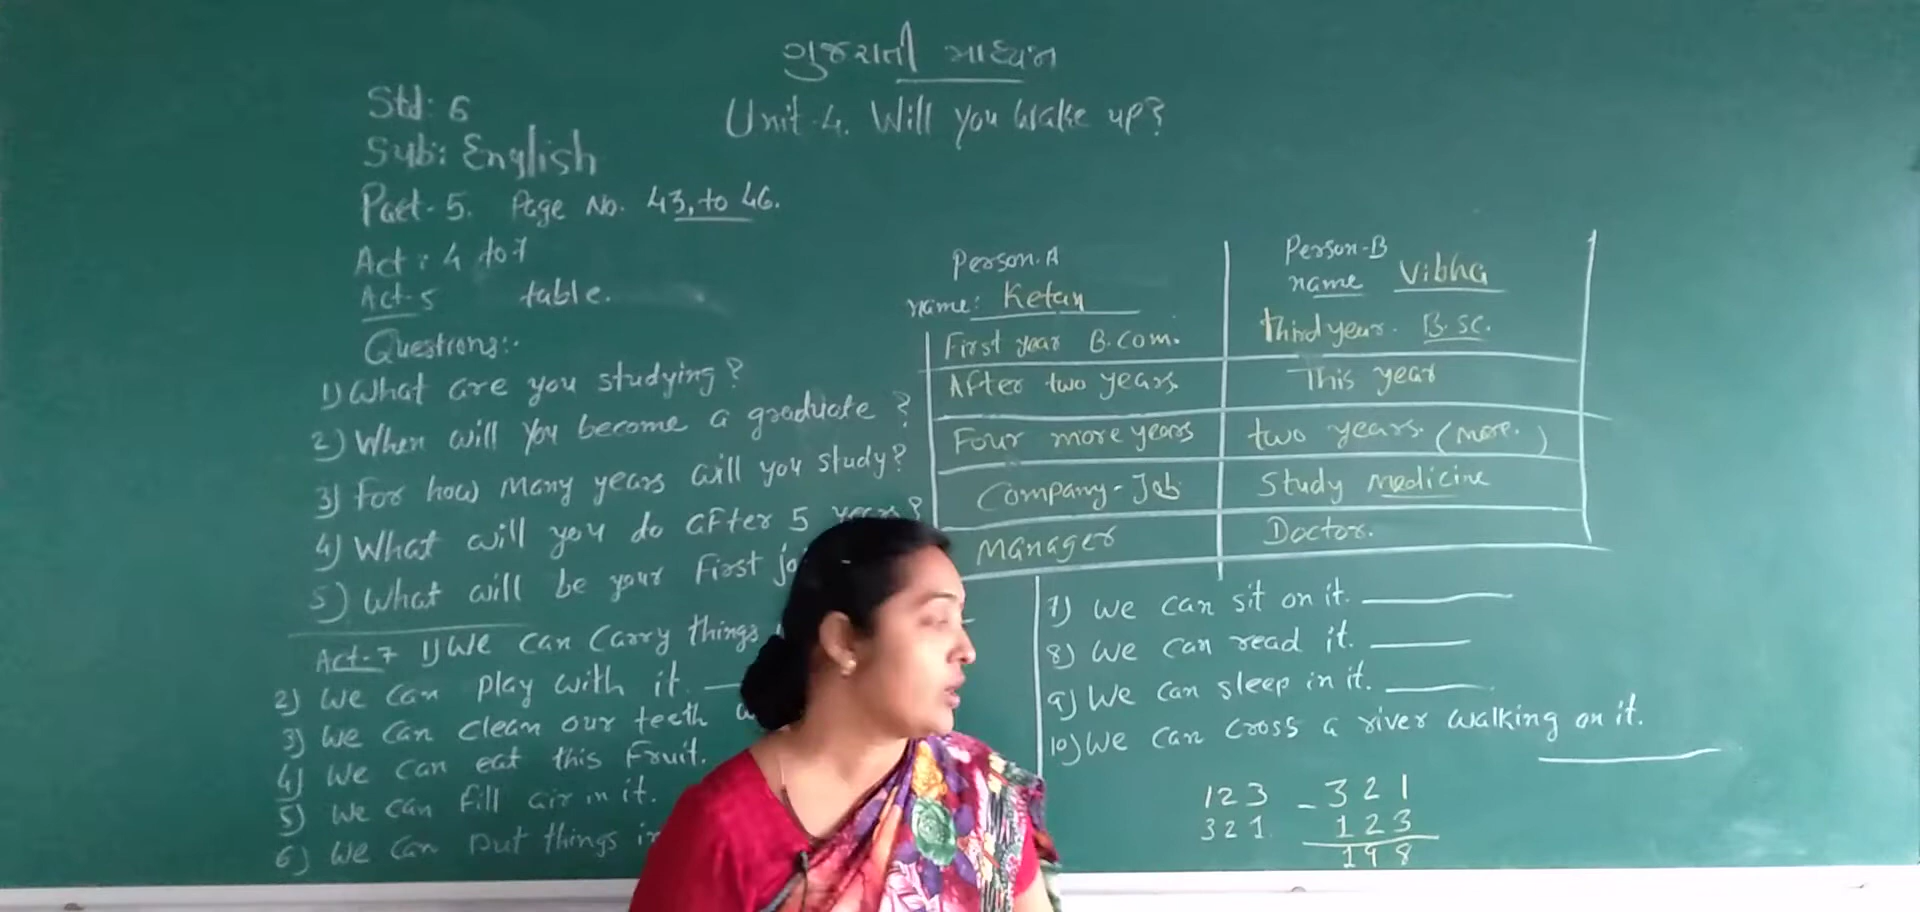 ગુજરાતી માધ્યમ
Unit-4. Will you wake up?
Std: 6
Sub: English
Part-5. Page No. 43, to 46.
Act: 4 to 7
Act-5 table.
Questions:-
1) What are you studying?
2) When will you become a graduate?
3) For how many years will you study?
4) What will you do after 5 years?
5) What will be your first
Person-A
name: Ketan
First year B.com.
After two years
Four more years
Company-Job
Manager
Person-B
name Vibha
third year. B.sc.
This year
two years. (more.)
Study medicine
Doctor.
Act-7 1) We can carry things
2) We can play with it.
3) We can clean our teeth
4) We can eat this fruit.
5) We can fill air in it.
6) We can put things in
7) We can sit on it.
8) We can read it.
9) We can sleep in it.
10) We can cross a river walking on it.
123
321
- 321
123
198